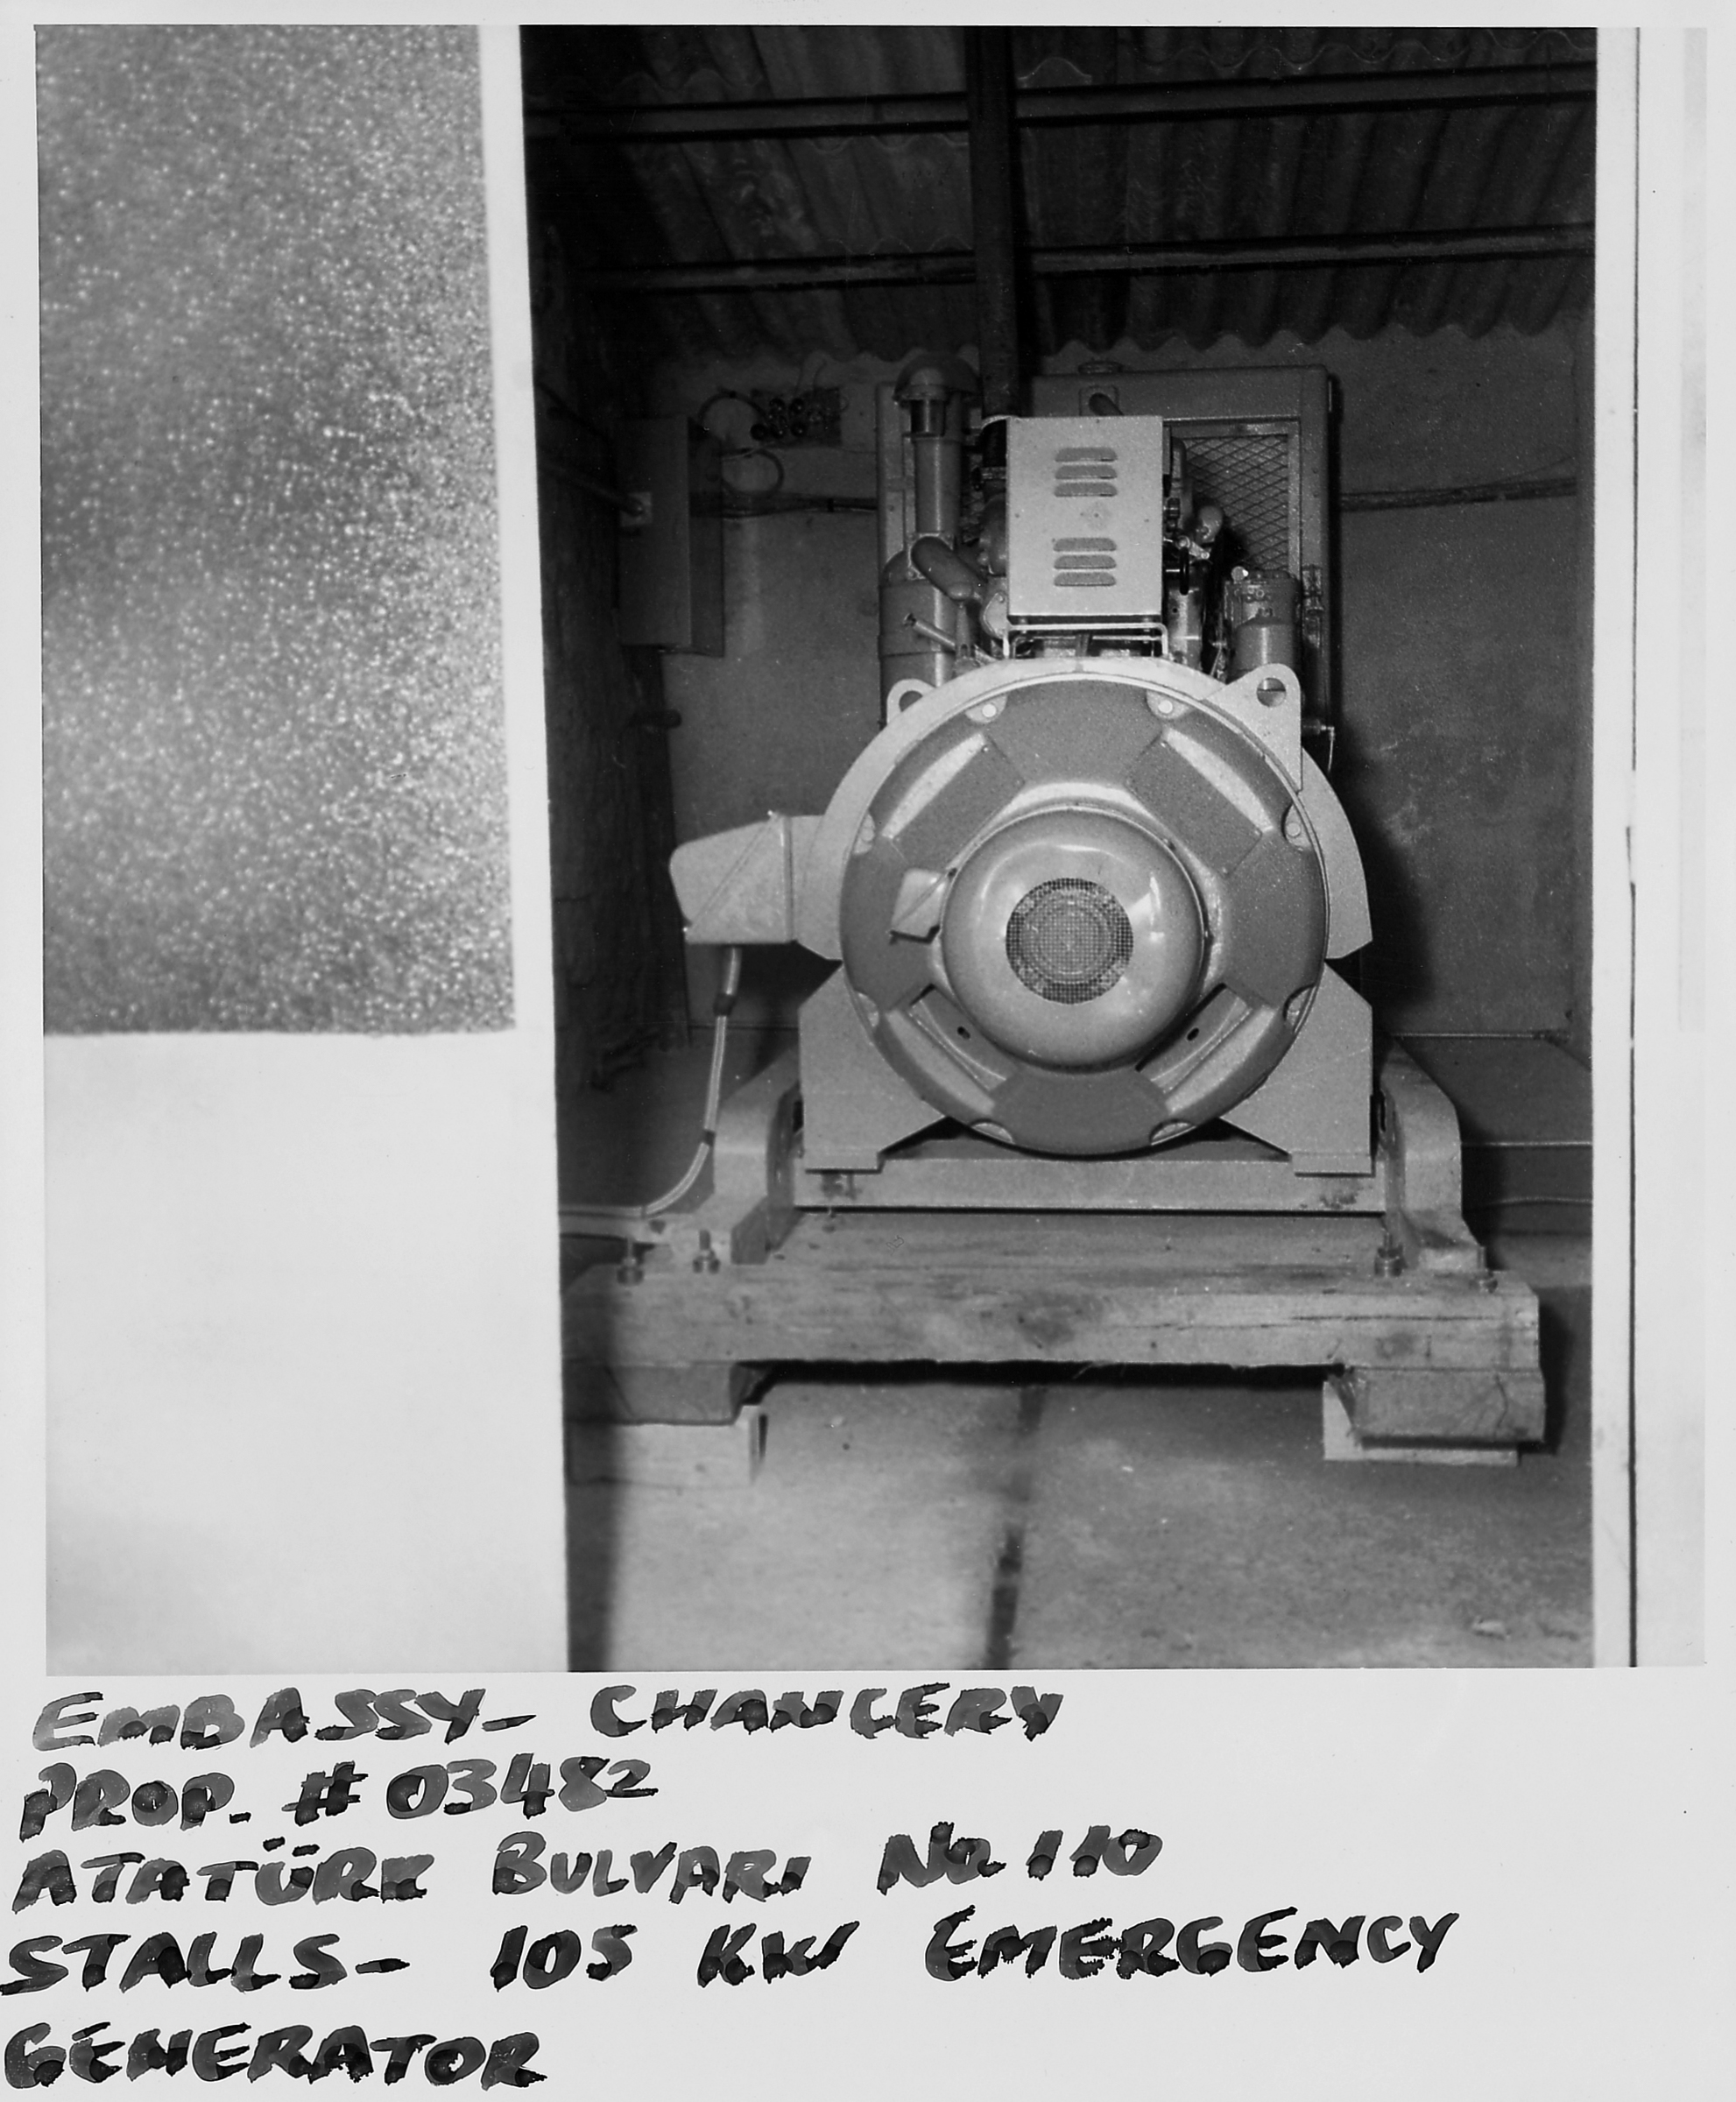 EMBASSY- CHANCERY
PROP. # 03482
ATATÜRK BULVARI No. 110
STALLS- 105 KW EMERGENCY
GENERATOR